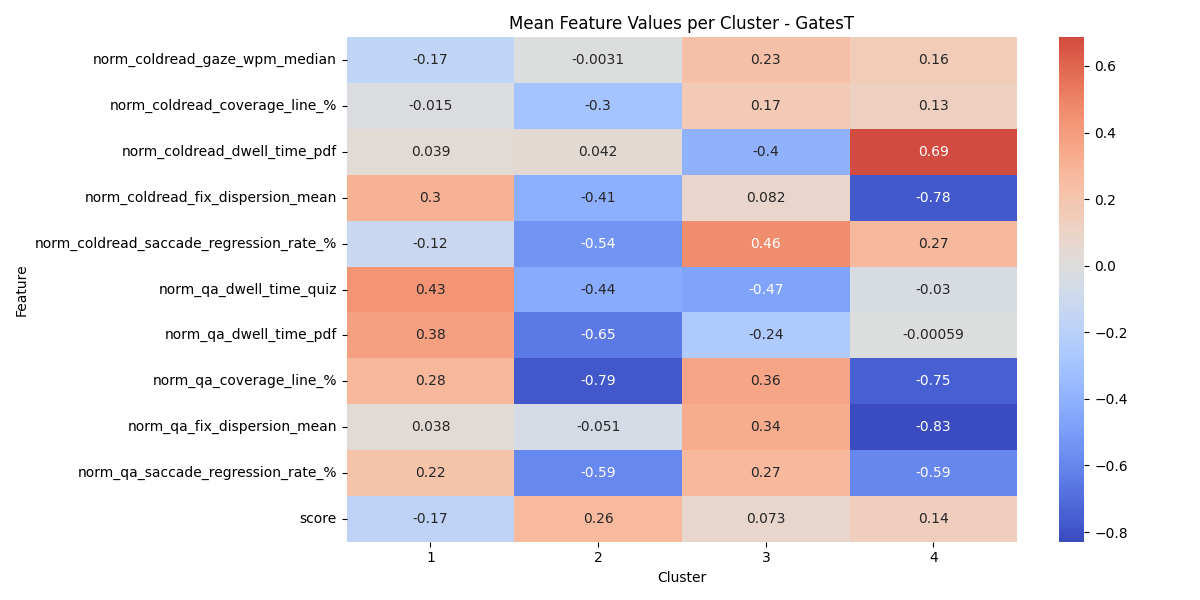 Mean Feature Values per Cluster - GatesT
norm_coldread_gaze_wpm_median -0.17 -0.0031 0.23 0.16
norm_coldread_coverage_line_% -0.015 -0.3 0.17 0.13
norm_coldread_dwell_time_pdf 0.039 0.042 -0.4 0.69
norm_coldread_fix_dispersion_mean 0.3 -0.41 0.082 -0.78
norm_coldread_saccade_regression_rate_% -0.12 -0.54 0.46 0.27
norm_qa_dwell_time_quiz 0.43 -0.44 -0.47 -0.03
norm_qa_dwell_time_pdf 0.38 -0.65 -0.24 -0.00059
norm_qa_coverage_line_% 0.28 -0.79 0.36 -0.75
norm_qa_fix_dispersion_mean 0.038 -0.051 0.34 -0.83
norm_qa_saccade_regression_rate_% 0.22 -0.59 0.27 -0.59
score -0.17 0.26 0.073 0.14
1 2 3 4
Cluster
Feature
0.6
0.4
0.2
0.0
−0.2
−0.4
−0.6
−0.8